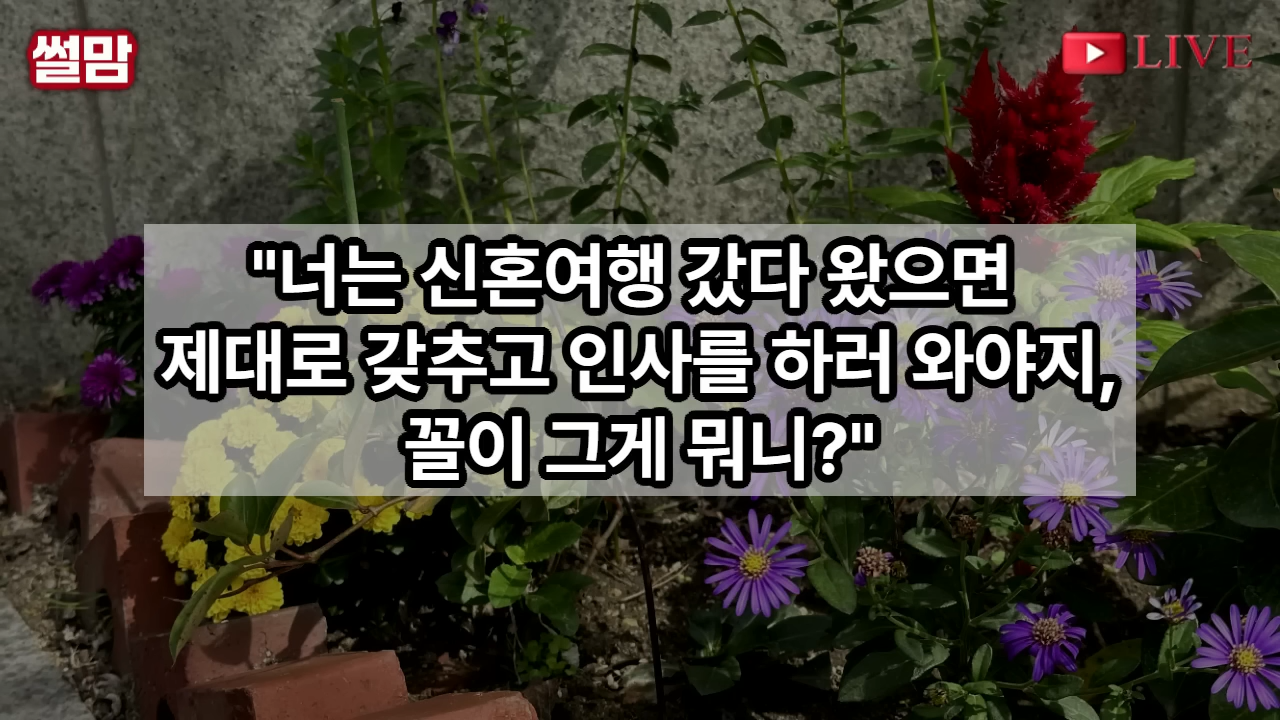 썰맘
LIVE
"너는 신혼여행 갔다 왔으면
제대로 갖추고 인사를 하러 와야지,
꼴이 그게 뭐니?"